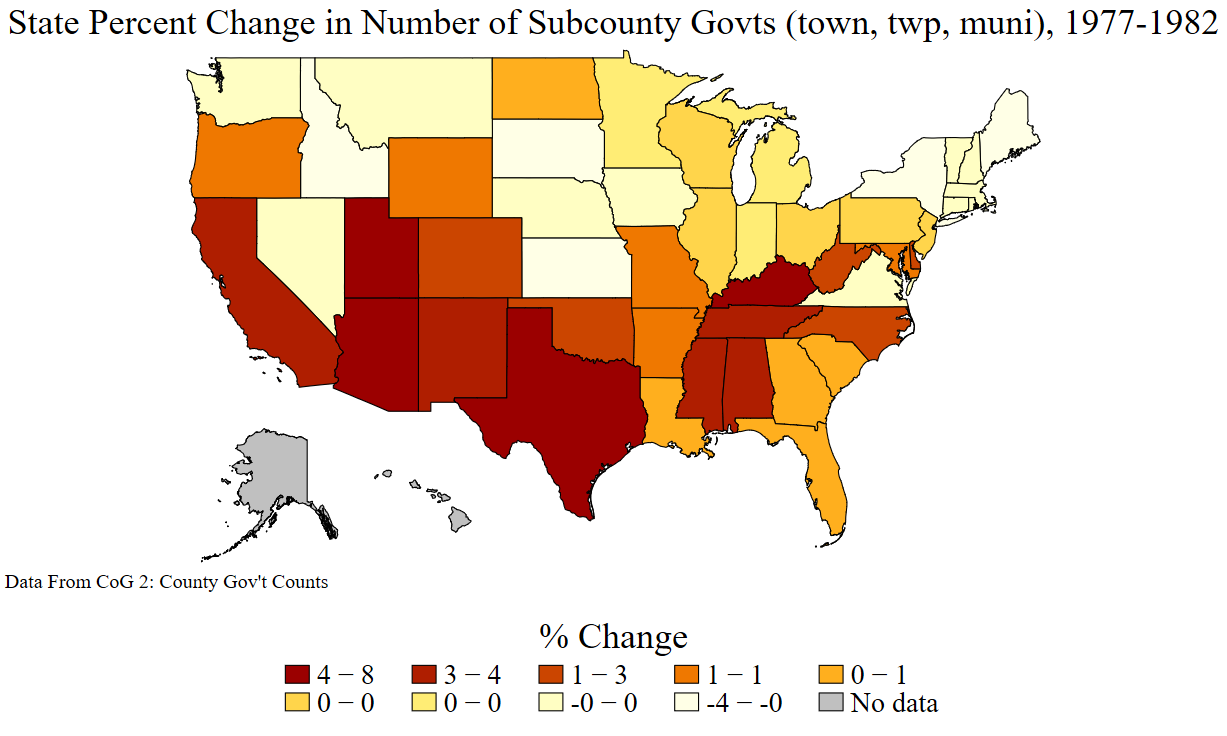 State Percent Change in Number of Subcounty Govts (town, twp, muni), 1977-1982
Data From CoG 2: County Gov't Counts
% Change
4 − 8 3 − 4 1 − 3 1 − 1 0 − 1
0 − 0 0 − 0 -0 − 0 -4 − -0 No data